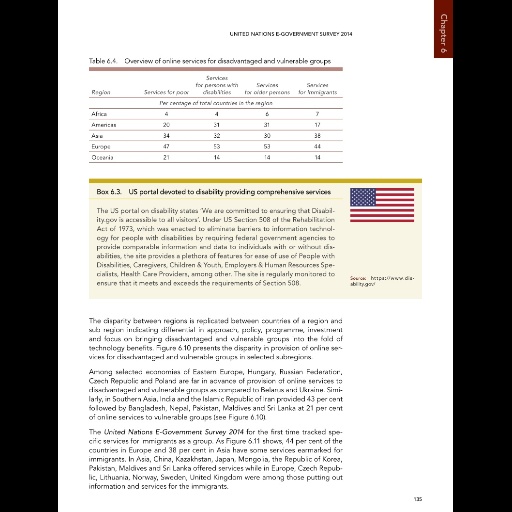 UNITED NATIONS E-GOVERNMENT SURVEY 2014
Chapter 6
Table 6.4. Overview of online services for disadvantaged and vulnerable groups
Region Services for poor Services for persons with disabilities Services for older persons Services for immigrants
Per centage of total countries in the region
Africa 4 4 6 7
Americas 20 31 31 17
Asia 34 32 30 38
Europe 47 53 53 44
Oceania 21 14 14 14
Box 6.3. US portal devoted to disability providing comprehensive services
The US portal on disability states 'We are committed to ensuring that Disabil-
ity.gov is accessible to all visitors'. Under US Section 508 of the Rehabilitation
Act of 1973, which was enacted to eliminate barriers to information technol-
ogy for people with disabilities by requiring federal government agencies to
provide comparable information and data to individuals with or without dis-
abilities, the site provides a plethora of features for ease of use of People with
Disabilities, Caregivers, Children & Youth, Employers & Human Resources Spe-
cialists, Health Care Providers, among other. The site is regularly monitored to
ensure that it meets and exceeds the requirements of Section 508.
Source: https://www.dis-
ability.gov/
The disparity between regions is replicated between countries of a region and
sub region indicating differential in approach, policy, programme, investment
and focus on bringing disadvantaged and vulnerable groups into the fold of
technology benefits. Figure 6.10 presents the disparity in provision of online ser-
vices for disadvantaged and vulnerable groups in selected subregions.
Among selected economies of Eastern Europe, Hungary, Russian Federation,
Czech Republic and Poland are far in advance of provision of online services to
disadvantaged and vulnerable groups as compared to Belarus and Ukraine. Simi-
larly, in Southern Asia, India and the Islamic Republic of Iran provided 43 per cent
followed by Bangladesh, Nepal, Pakistan, Maldives and Sri Lanka at 21 per cent
of online services to vulnerable groups (see Figure 6.10).
The United Nations E-Government Survey 2014 for the first time tracked spe-
cific services for immigrants as a group. As Figure 6.11 shows, 44 per cent of the
countries in Europe and 38 per cent in Asia have some services earmarked for
immigrants. In Asia, China, Kazakhstan, Japan, Mongolia, the Republic of Korea,
Pakistan, Maldives and Sri Lanka offered services while in Europe, Czech Repub-
lic, Lithuania, Norway, Sweden, United Kingdom were among those putting out
information and services for the immigrants.
135